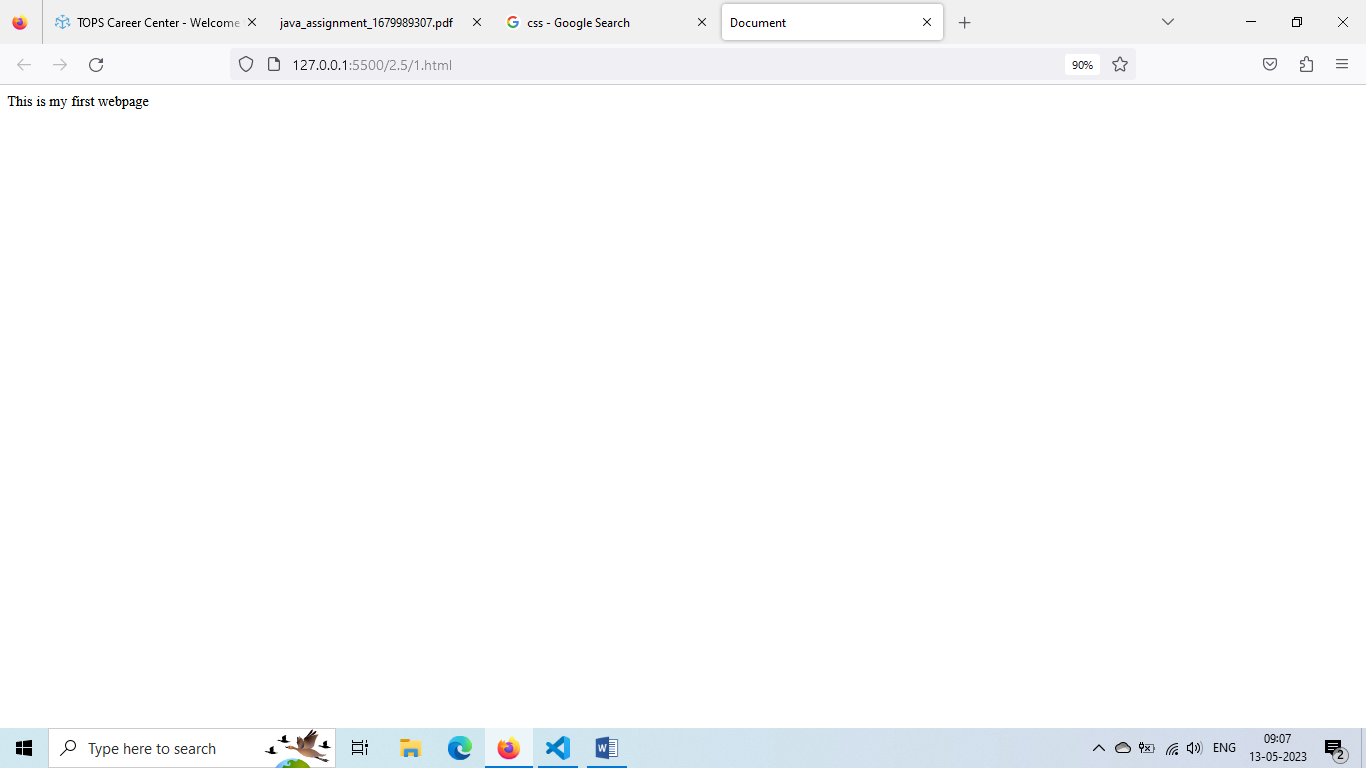 TOPS Career Center - Welcome
java_assignment_1679989307.pdf
css - Google Search
Document
127.0.0.1:5500/2.5/1.html
90%
This is my first webpage
Type here to search
ENG
09:07
13-05-2023
2